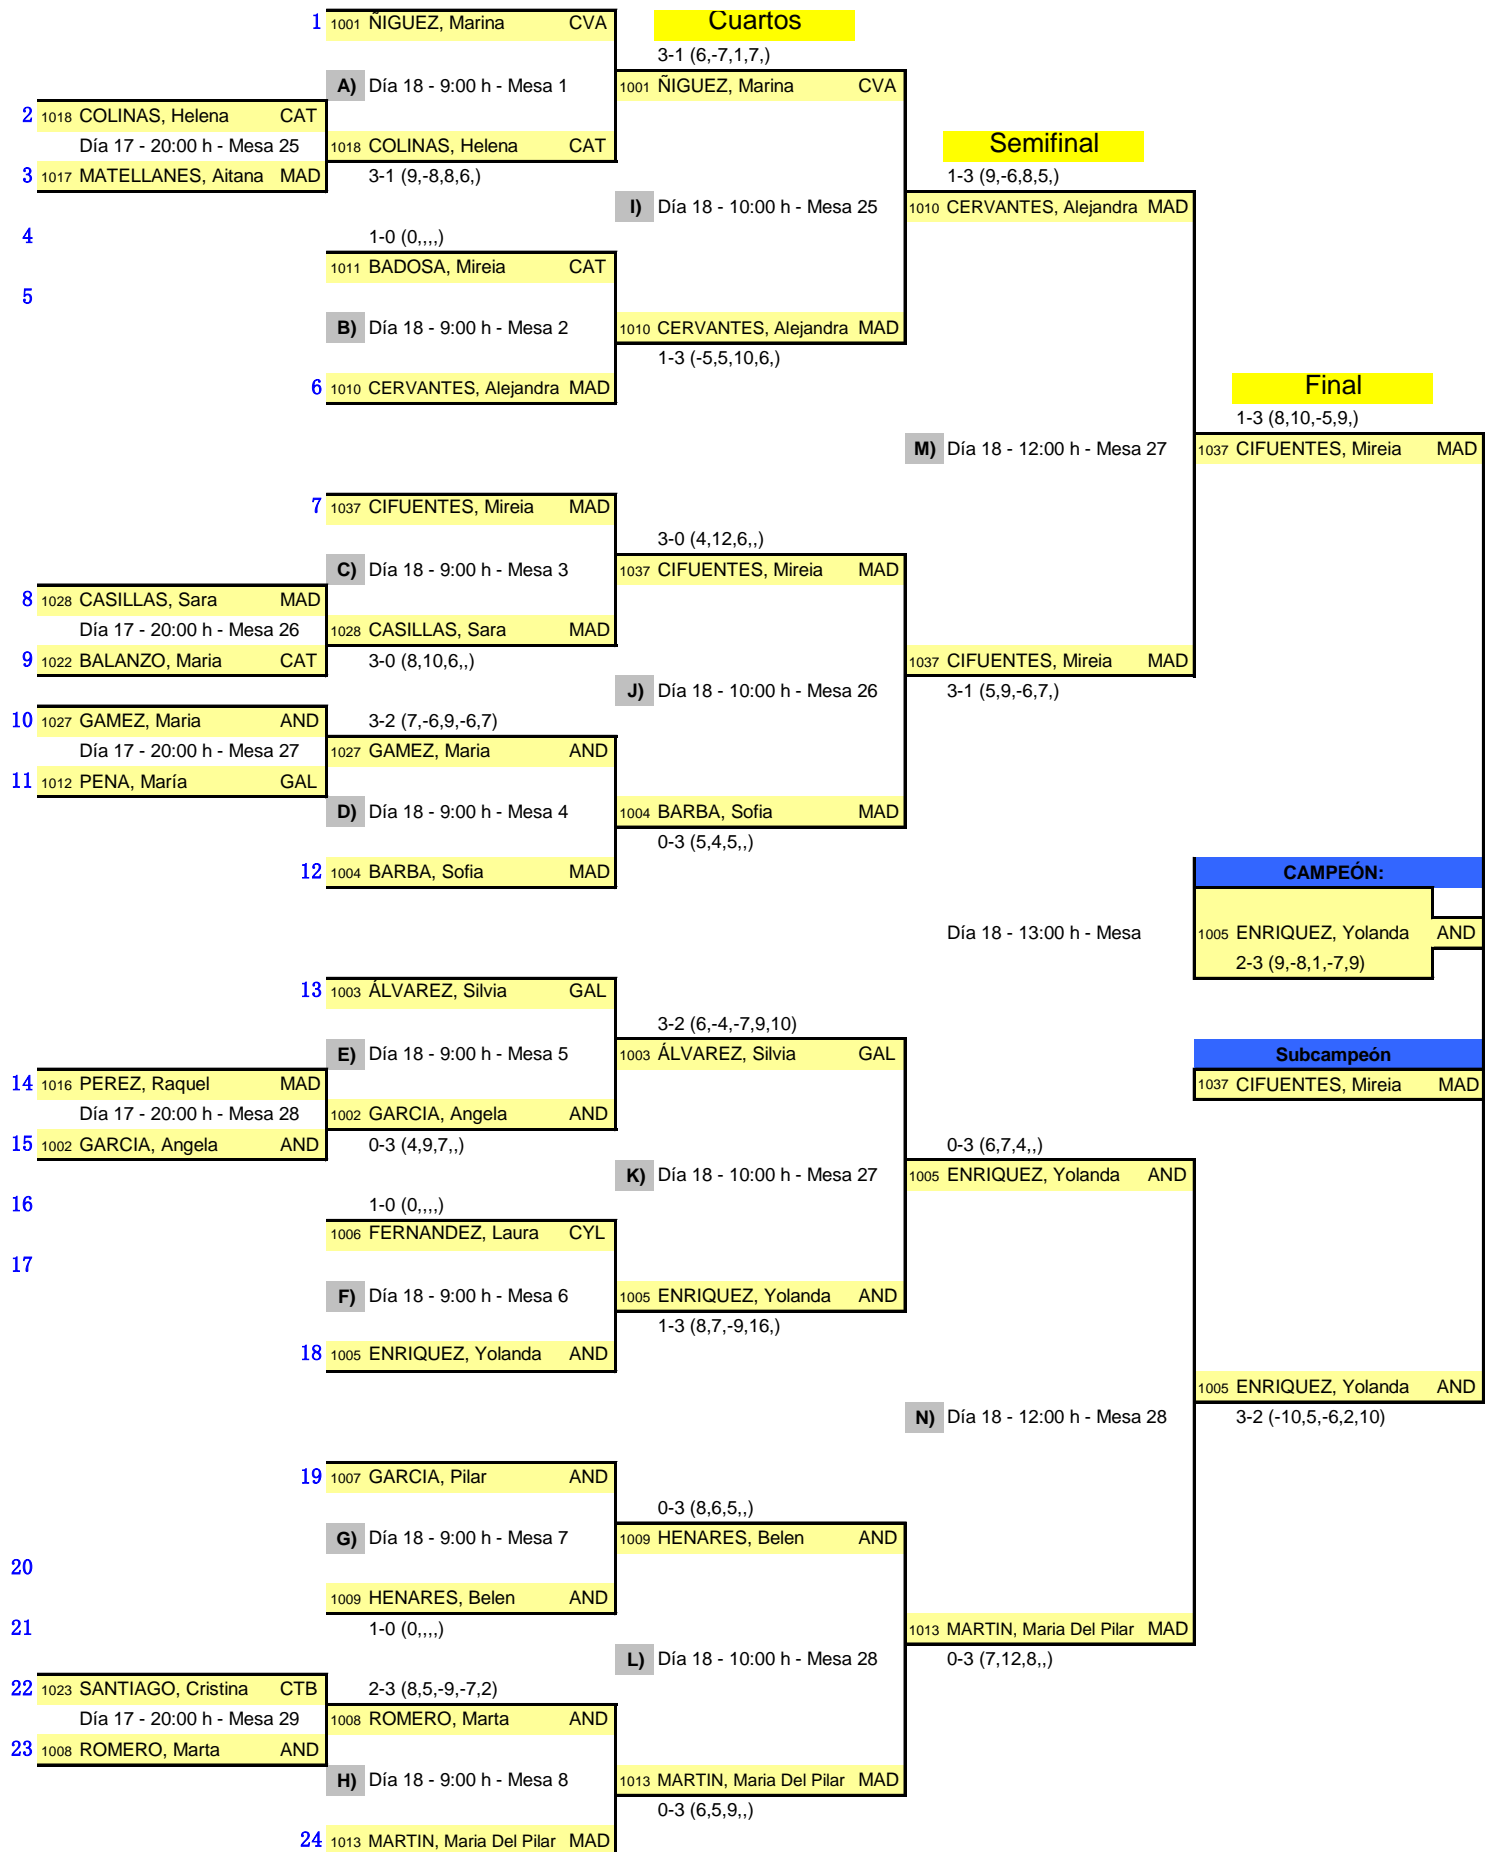 1 1001 ÑIGUEZ, Marina CVA
Cuartos
3-1 (6,-7,1,7,)
A) Día 18 - 9:00 h - Mesa 1
1001 ÑIGUEZ, Marina CVA
2 1018 COLINAS, Helena CAT
Día 17 - 20:00 h - Mesa 25
1018 COLINAS, Helena CAT
Semifinal
3 1017 MATELLANES, Aitana MAD
3-1 (9,-8,8,6,)
1-3 (9,-6,8,5,)
I) Día 18 - 10:00 h - Mesa 25
1010 CERVANTES, Alejandra MAD
4
1-0 (0,,,,)
1011 BADOSA, Mireia CAT
5
B) Día 18 - 9:00 h - Mesa 2
1010 CERVANTES, Alejandra MAD
1-3 (-5,5,10,6,)
6 1010 CERVANTES, Alejandra MAD
Final
1-3 (8,10,-5,9,)
M) Día 18 - 12:00 h - Mesa 27
1037 CIFUENTES, Mireia MAD
7 1037 CIFUENTES, Mireia MAD
3-0 (4,12,6,,)
C) Día 18 - 9:00 h - Mesa 3
1037 CIFUENTES, Mireia MAD
8 1028 CASILLAS, Sara MAD
Día 17 - 20:00 h - Mesa 26
1028 CASILLAS, Sara MAD
9 1022 BALANZO, Maria CAT
3-0 (8,10,6,,)
1037 CIFUENTES, Mireia MAD
J) Día 18 - 10:00 h - Mesa 26
3-1 (5,9,-6,7,)
10 1027 GAMEZ, Maria AND
3-2 (7,-6,9,-6,7)
Día 17 - 20:00 h - Mesa 27
1027 GAMEZ, Maria AND
11 1012 PENA, María GAL
D) Día 18 - 9:00 h - Mesa 4
1004 BARBA, Sofia MAD
0-3 (5,4,5,,)
12 1004 BARBA, Sofia MAD
CAMPEÓN:
Día 18 - 13:00 h - Mesa
1005 ENRIQUEZ, Yolanda AND
2-3 (9,-8,1,-7,9)
13 1003 ÁLVAREZ, Silvia GAL
3-2 (6,-4,-7,9,10)
E) Día 18 - 9:00 h - Mesa 5
1003 ÁLVAREZ, Silvia GAL
Subcampeón
14 1016 PEREZ, Raquel MAD
1037 CIFUENTES, Mireia MAD
Día 17 - 20:00 h - Mesa 28
1002 GARCIA, Angela AND
15 1002 GARCIA, Angela AND
0-3 (4,9,7,,)
0-3 (6,7,4,,)
K) Día 18 - 10:00 h - Mesa 27
1005 ENRIQUEZ, Yolanda AND
16
1-0 (0,,,,)
1006 FERNANDEZ, Laura CYL
17
F) Día 18 - 9:00 h - Mesa 6
1005 ENRIQUEZ, Yolanda AND
1-3 (8,7,-9,16,)
18 1005 ENRIQUEZ, Yolanda AND
1005 ENRIQUEZ, Yolanda AND
N) Día 18 - 12:00 h - Mesa 28
3-2 (-10,5,-6,2,10)
19 1007 GARCIA, Pilar AND
0-3 (8,6,5,,)
G) Día 18 - 9:00 h - Mesa 7
1009 HENARES, Belen AND
20
1009 HENARES, Belen AND
21
1-0 (0,,,,)
1013 MARTIN, Maria Del Pilar MAD
L) Día 18 - 10:00 h - Mesa 28
0-3 (7,12,8,,)
22 1023 SANTIAGO, Cristina CTB
2-3 (8,5,-9,-7,2)
Día 17 - 20:00 h - Mesa 29
1008 ROMERO, Marta AND
23 1008 ROMERO, Marta AND
H) Día 18 - 9:00 h - Mesa 8
1013 MARTIN, Maria Del Pilar MAD
0-3 (6,5,9,,)
24 1013 MARTIN, Maria Del Pilar MAD